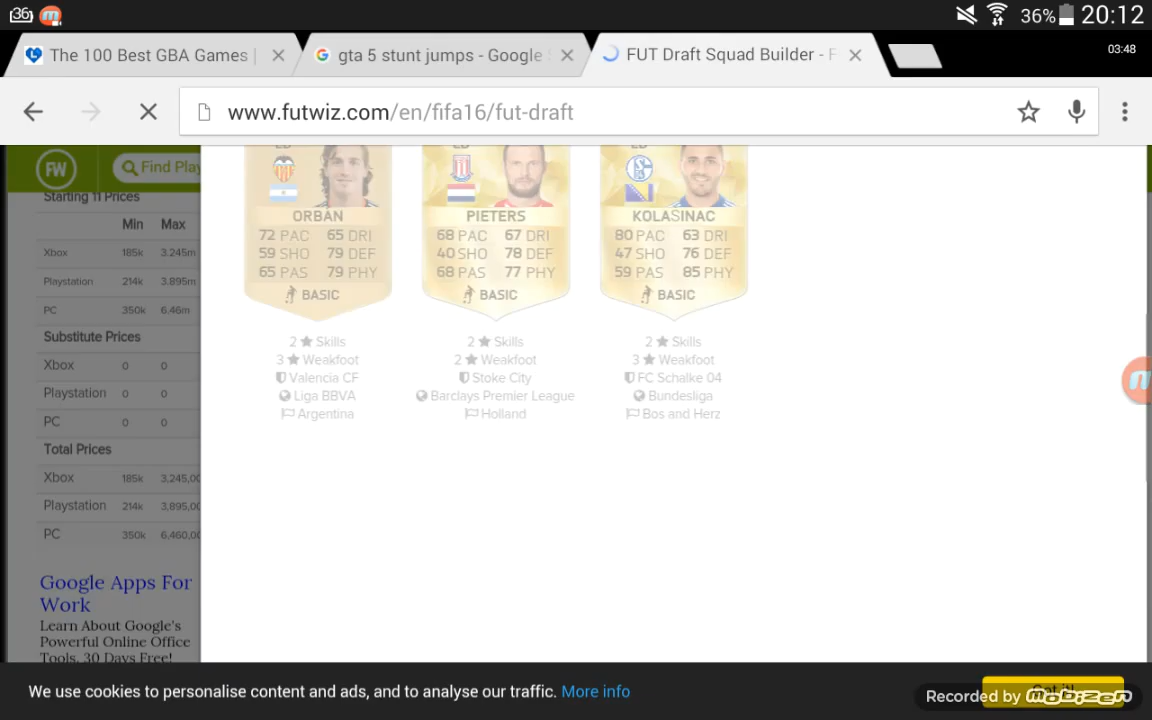 36 36% 20:12
The 100 Best GBA Games | gta 5 stunt jumps - Google FUT Draft Squad Builder - F 03:48
www.futwiz.com/en/fifa16/fut-draft
FW Find Play
Starting 11 Prices
Min Max
Xbox 185k 3.245m
Playstation 214k 3.895m
PC 350k 6.46m
Substitute Prices
Xbox 0 0
Playstation 0 0
PC 0 0
Total Prices
Xbox 185k 3,245,00
Playstation 214k 3,895,00
PC 350k 6,460,00
Google Apps For
Work
Learn About Google's
Powerful Online Office
Tools. 30 Days Free!
ORBAN PIETERS KOLAŠINAC
72 PAC 65 DRI 68 PAC 67 DRI 80 PAC 63 DRI
59 SHO 79 DEF 40 SHO 78 DEF 47 SHO 76 DEF
65 PAS 79 PHY 68 PAS 77 PHY 59 PAS 85 PHY
BASIC BASIC BASIC
2 ★ Skills 2 ★ Skills 2 ★ Skills
3 ★ Weakfoot 2 ★ Weakfoot 3 ★ Weakfoot
Valencia CF Stoke City FC Schalke 04
Liga BBVA Barclays Premier League Bundesliga
Argentina Holland Bos and Herz
We use cookies to personalise content and ads, and to analyse our traffic. More info
Recorded by mobizen